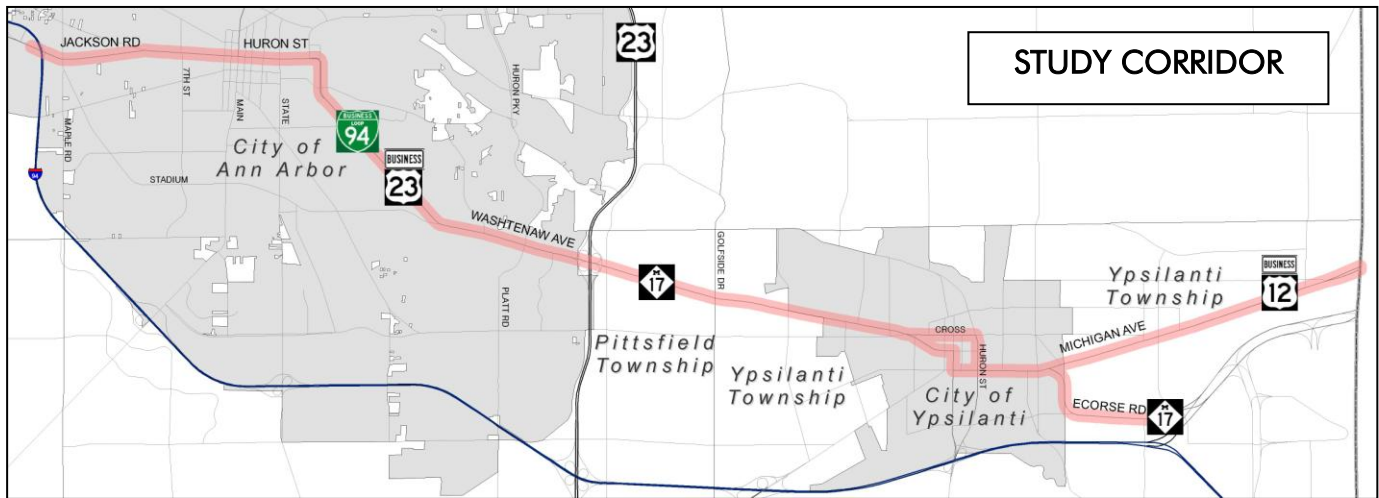 STUDY CORRIDOR
23
JACKSON RD
HURON ST
7TH ST
MAIN
STATE
HURON PKY
MAPLE RD
BUSINESS
LOOP
94
City of
Ann Arbor
BUSINESS
23
94
STADIUM
WASHTENAW AVE
GOLFSIDE DR
M
17
PLATT RD
Pittsfield
Township
Ypsilanti
Township
CROSS
HURON ST
City of
Ypsilanti
Ypsilanti
Township
BUSINESS
12
MICHIGAN AVE
ECORSE RD
M
17